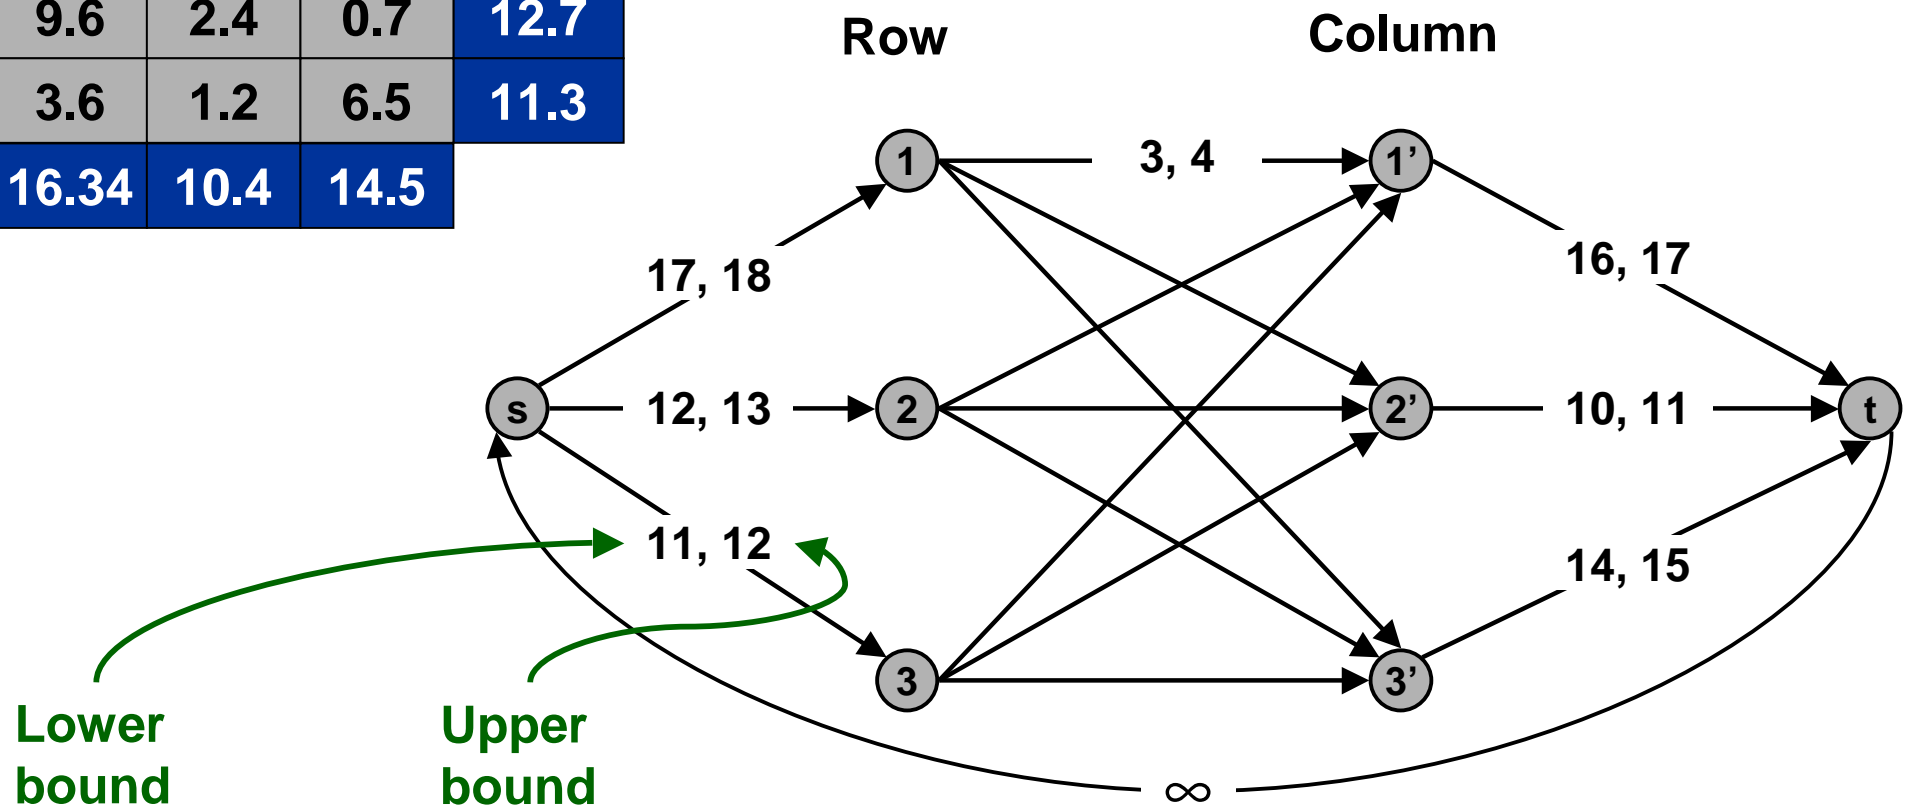 9.6 2.4 0.7 12.7
3.6 1.2 6.5 11.3
16.34 10.4 14.5
Row Column
1 3, 4 1’
17, 18 16, 17
s 12, 13 2 2’ 10, 11 t
11, 12 14, 15
3 3’
Lower
bound
Upper
bound
∞